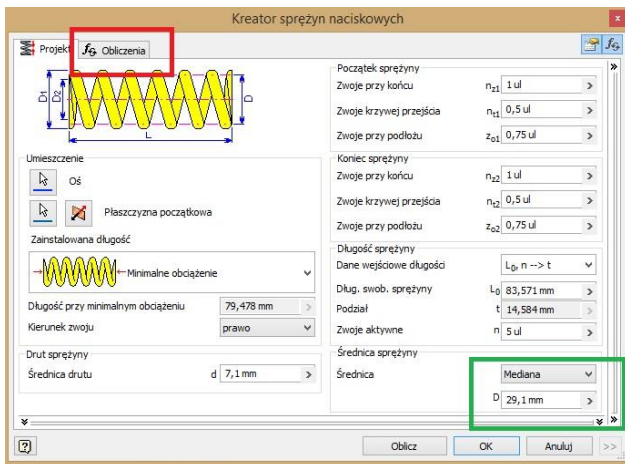 Kreator sprężyn naciskowych
Projekt
Obliczenia
D1
D2
D
L
Umieszczenie
Oś
Płaszczyzna początkowa
Zainstalowana długość
Minimalne obciążenie
Długość przy minimalnym obciążeniu 79,478 mm
Kierunek zwoju prawo
Drut sprężyny
Średnica drutu d 7,1 mm
Początek sprężyny
Zwoje przy końcu nz1 1 ul
Zwoje krzywej przejścia nt1 0,5 ul
Zwoje przy podłożu zo1 0,75 ul
Koniec sprężyny
Zwoje przy końcu nz2 1 ul
Zwoje krzywej przejścia nt2 0,5 ul
Zwoje przy podłożu zo2 0,75 ul
Długość sprężyny
Dane wejściowe długości L0, n --> t
Dług. swob. sprężyny L0 83,571 mm
Podział t 14,584 mm
Zwoje aktywne n 5 ul
Średnica sprężyny
Średnica Mediana
D 29,1 mm
Oblicz OK Anuluj >>